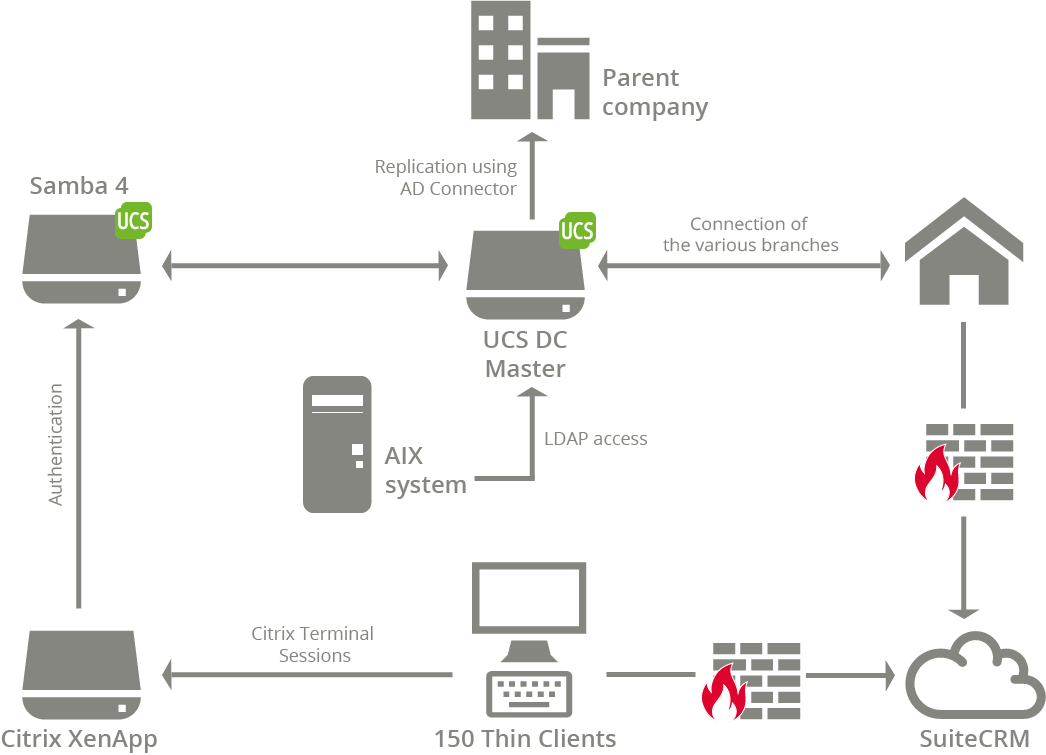 Parent
company
Replication using
AD Connector
Samba 4
UCS
UCS
Connection of
the various branches
UCS DC
Master
Authentication
AIX
system
LDAP access
Citrix Terminal
Sessions
Citrix XenApp
150 Thin Clients
SuiteCRM